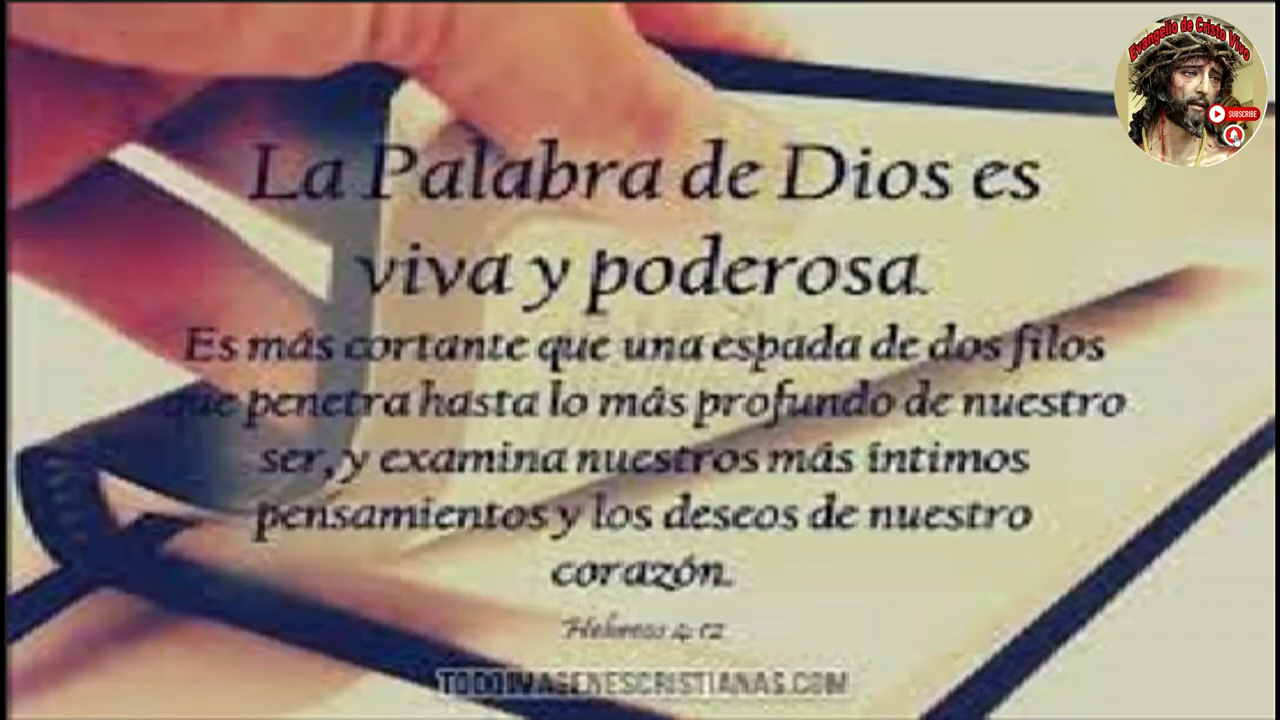 Evangelio de Cristo Vivo
SUBSCRIBE
La Palabra de Dios es
viva y poderosa.
Es más cortante que una espada de dos filos
que penetra hasta lo más profundo de nuestro
ser, y examina nuestros más íntimos
pensamientos y los deseos de nuestro
corazón.
Hebreos 4:12
TODOIMAGENESCRISTIANAS.COM